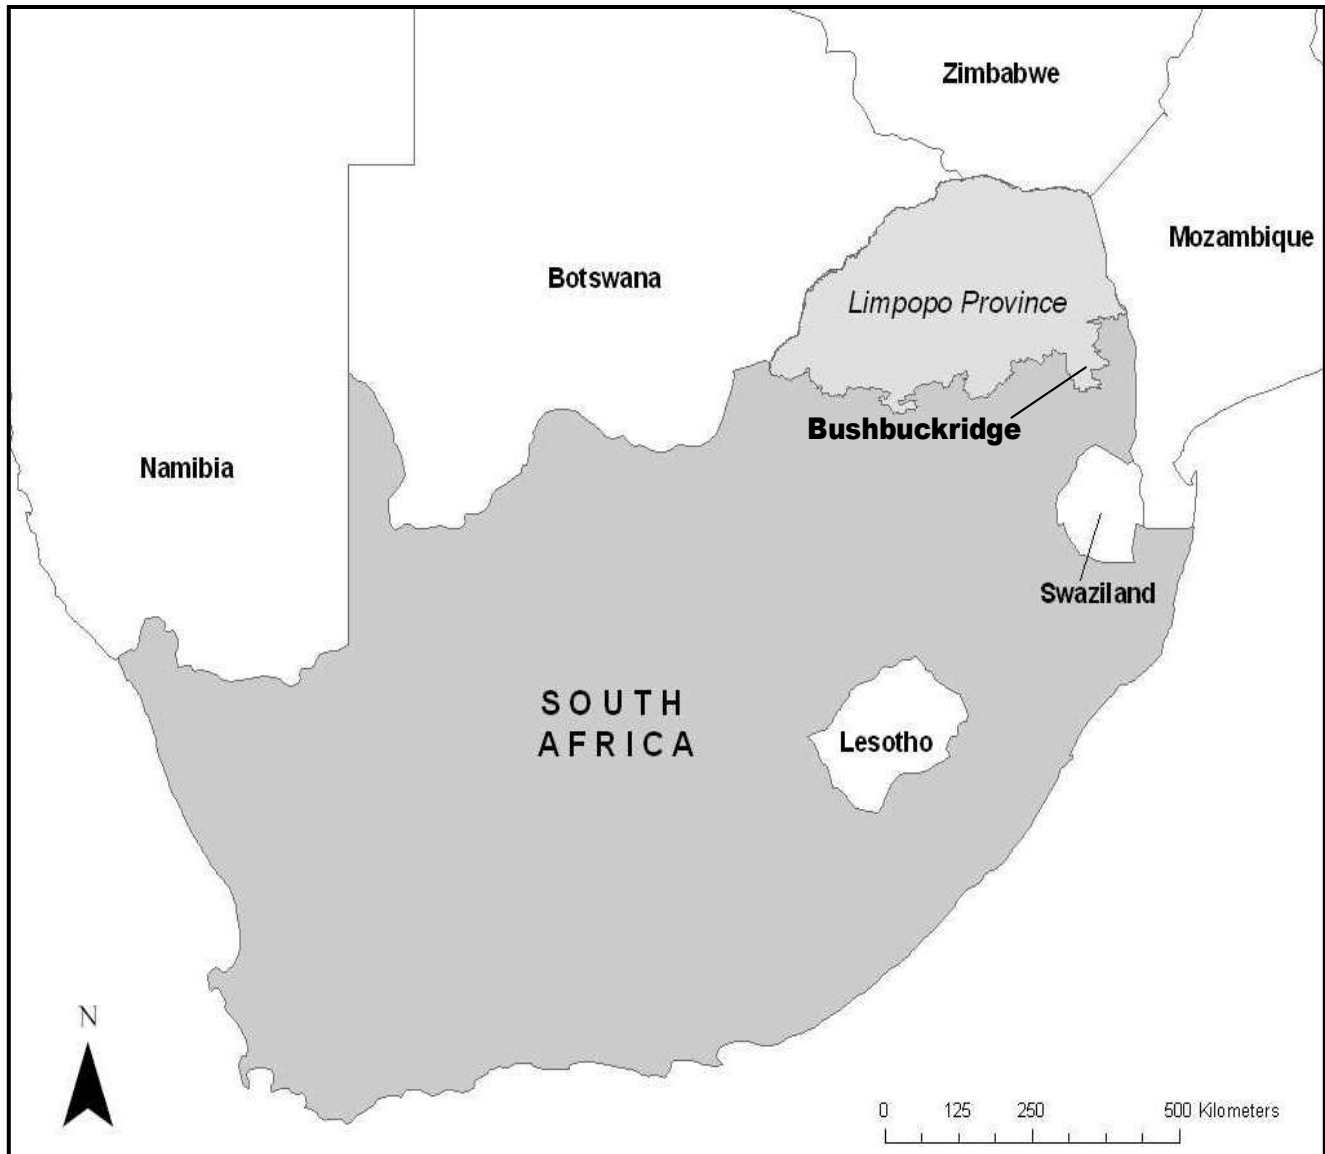 Zimbabwe
Mozambique
Botswana
Limpopo Province
Bushbuckridge
Namibia
Swaziland
SOUTH
AFRICA
Lesotho
N
0 125 250 500 Kilometers